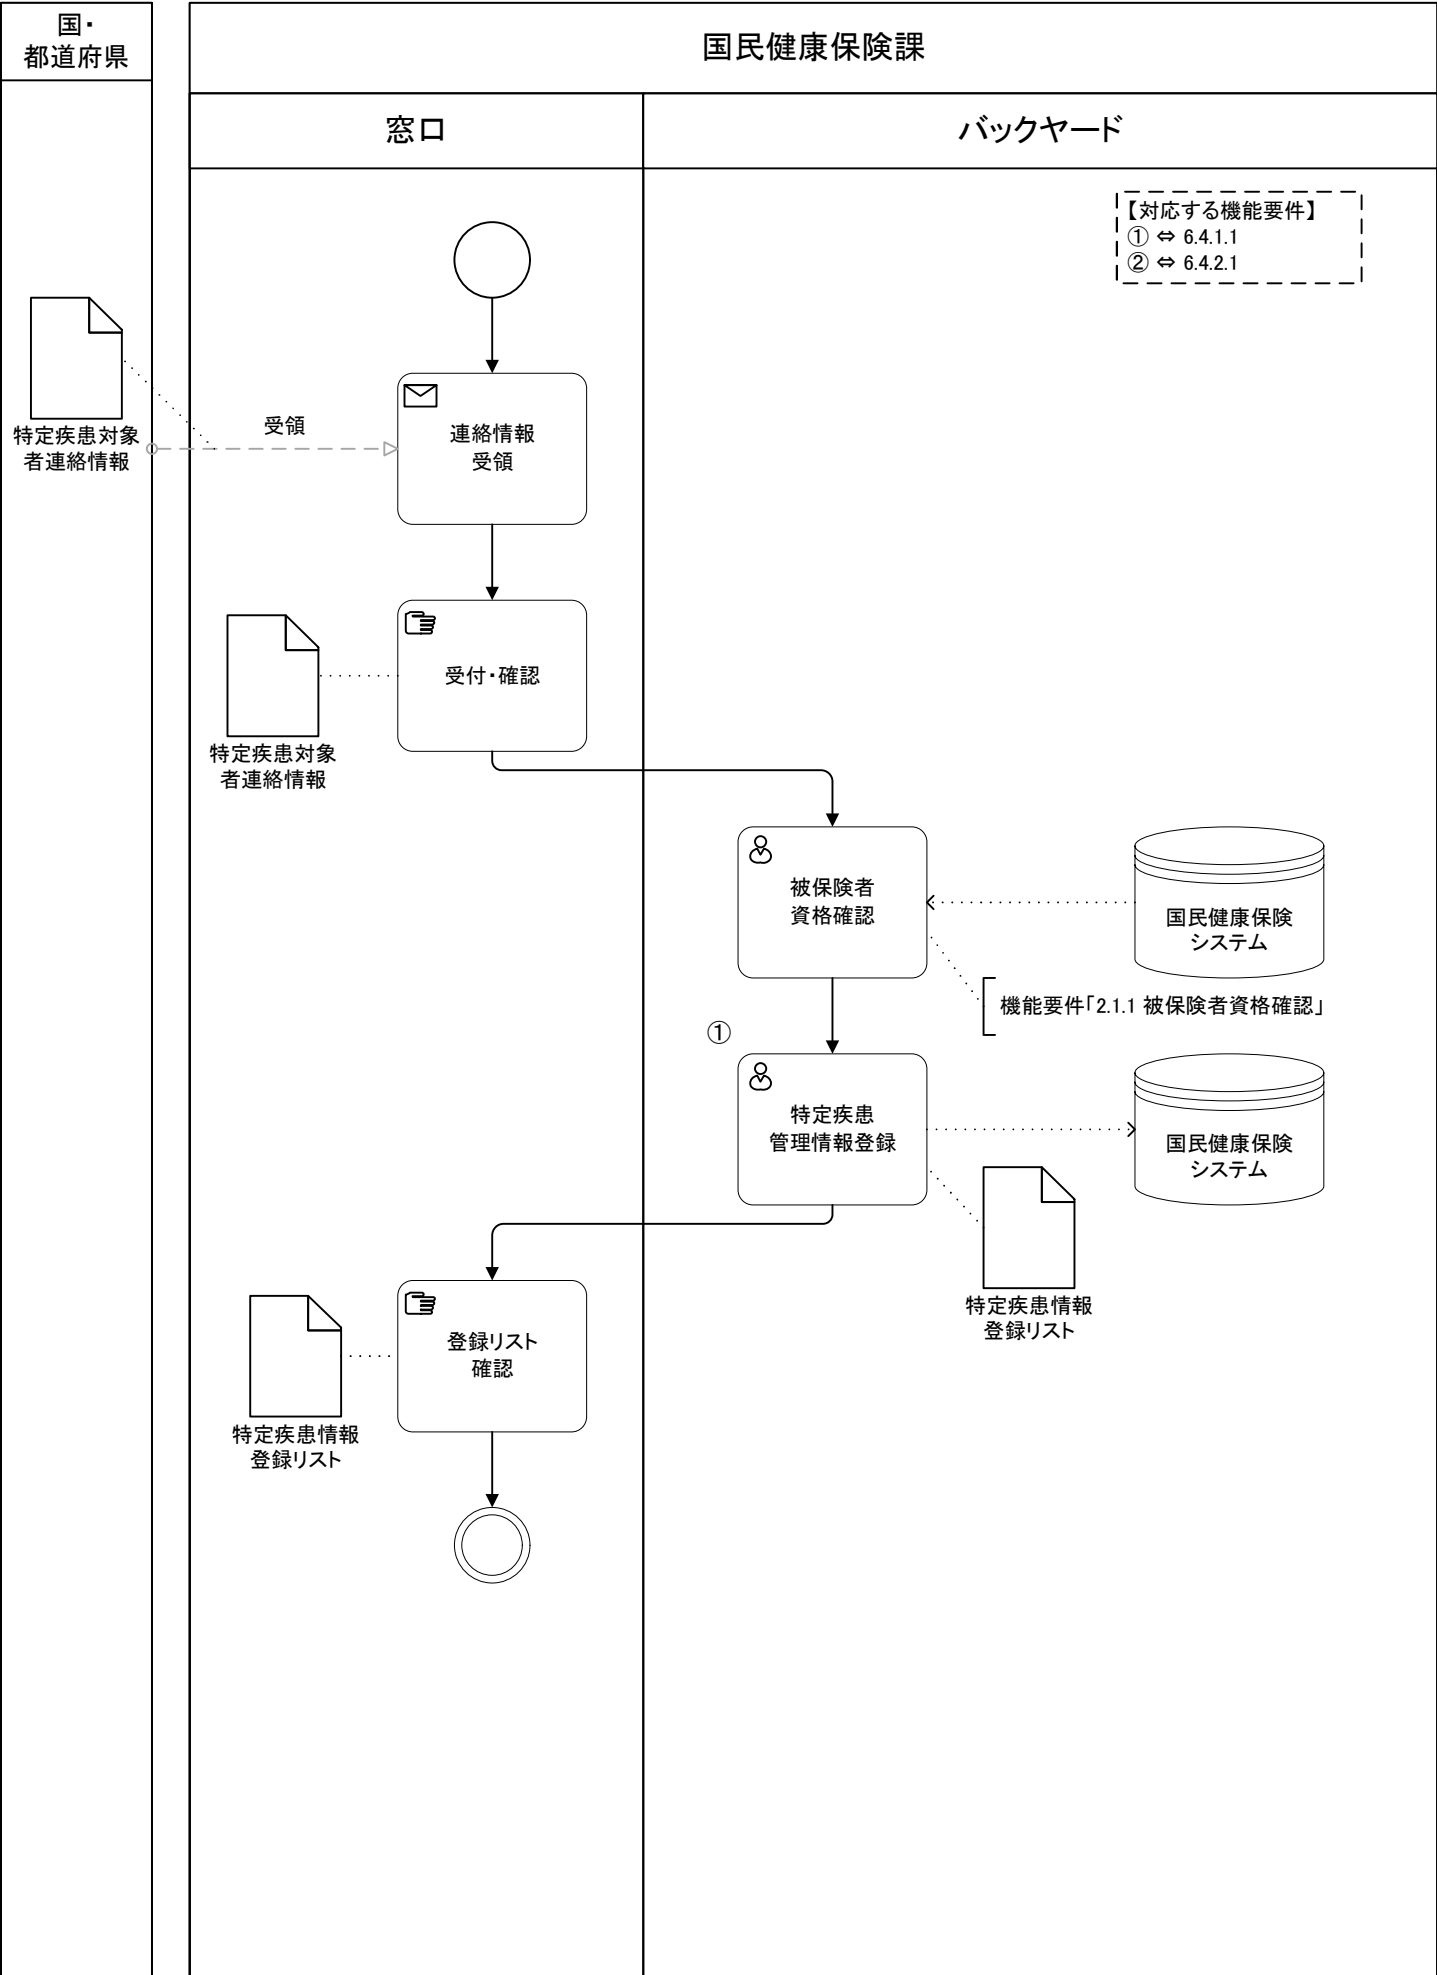 国・
都道府県
国民健康保険課
窓口
バックヤード
【対応する機能要件】
① ⇔ 6.4.1.1
② ⇔ 6.4.2.1
特定疾患対象
者連絡情報
受領
連絡情報
受領
受付・確認
特定疾患対象
者連絡情報
被保険者
資格確認
国民健康保険
システム
機能要件「2.1.1 被保険者資格確認」
①
特定疾患
管理情報登録
国民健康保険
システム
特定疾患情報
登録リスト
登録リスト
確認
特定疾患情報
登録リスト